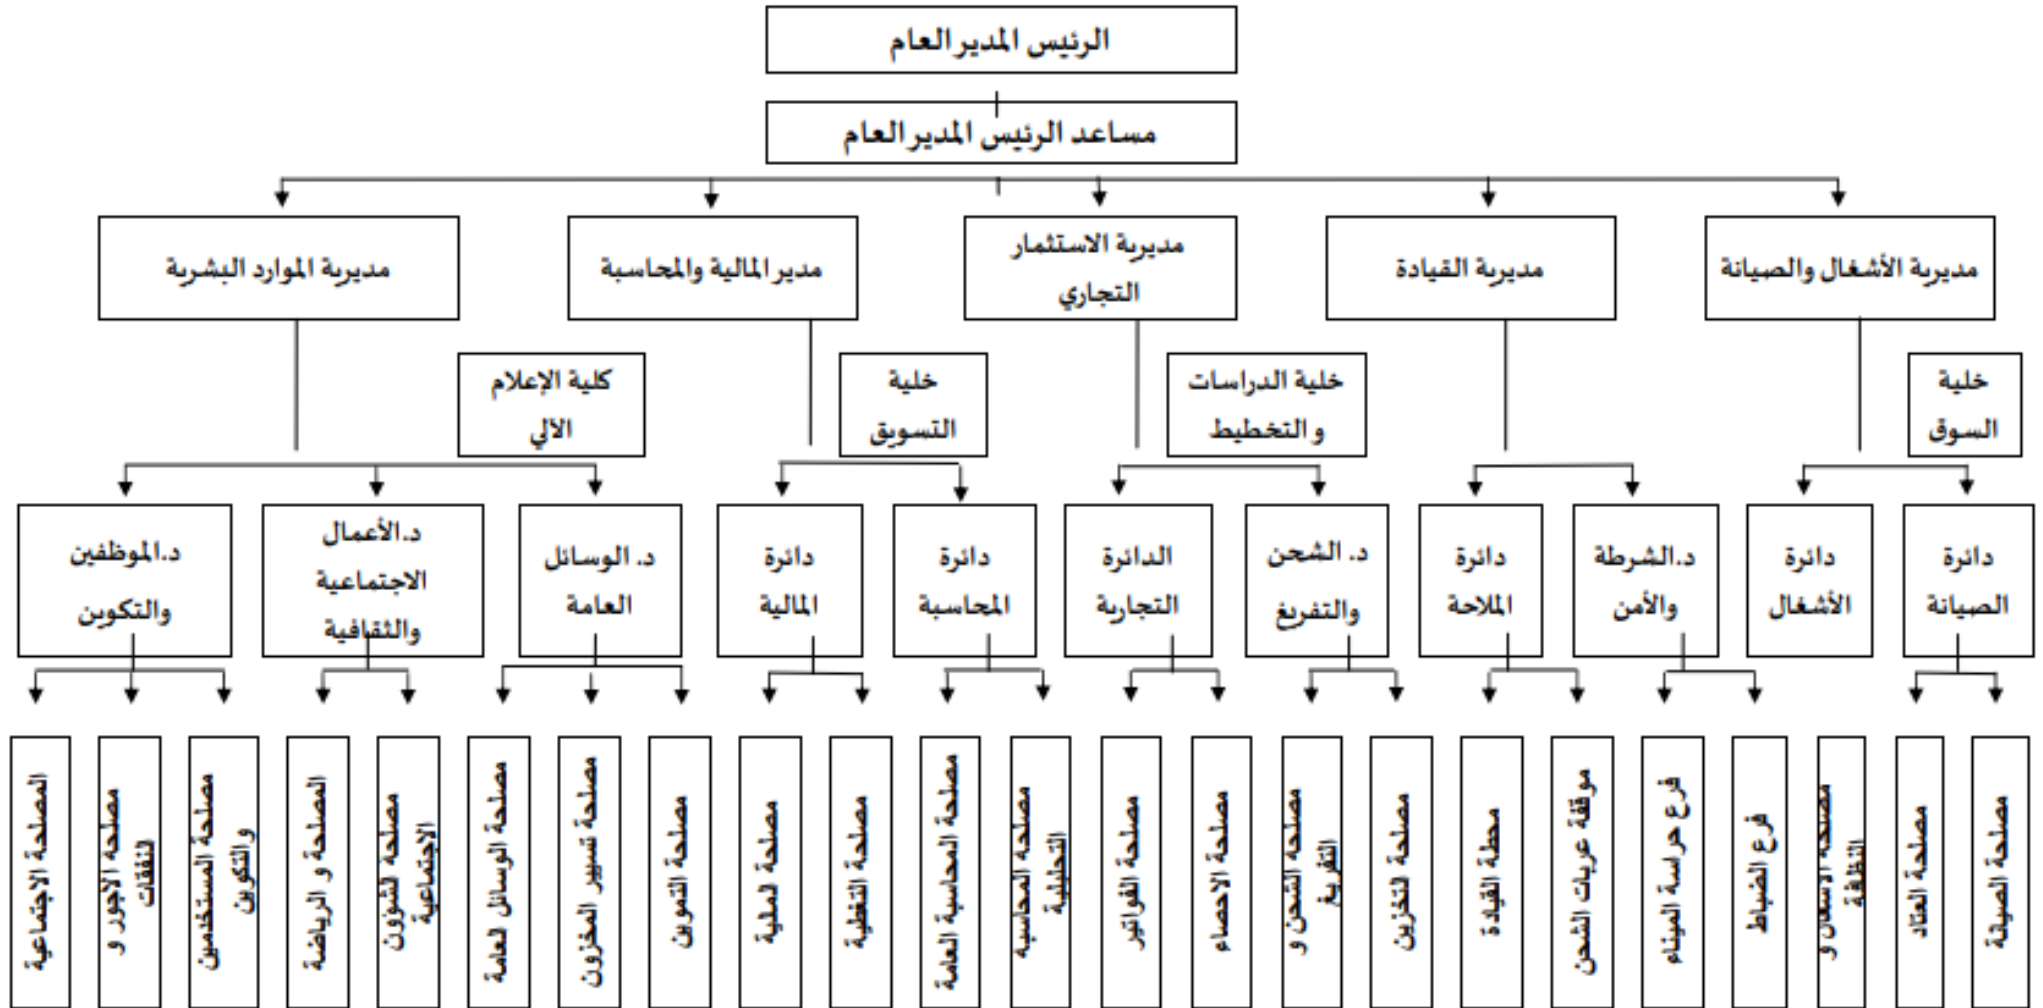 الرئيس المدير العام
مساعد الرئيس المدير العام
مديرية الأشغال والصيانة
مديرية القيادة
مديرية الاستثمار
التجاري
مدير المالية والمحاسبة
مديرية الموارد البشرية
خلية
السوق
خلية الدراسات
و التخطيط
خلية
التسويق
كلية الإعلام
الآلي
دائرة
الصيانة
دائرة
الأشغال
د.الشرطة
والأمن
دائرة
الملاحة
د. الشحن
والتفريغ
الدائرة
التجارية
دائرة
المحاسبة
دائرة
المالية
د. الوسائل
العامة
د.الأعمال
الاجتماعية
والثقافية
د.الموظفين
والتكوين
مصلحة الصيانة
مصلحة العتاد
مصلحة الاشغال و
النظافة
فرع الضباط
فرع حراسة الميناء
موقفة عربات الشحن
محطة القيادة
مصلحة التخزين
مصلحة الشحن و
التفريغ
مصلحة الاحصاء
مصلحة الفواتير
مصلحة المحاسبة
التحليلية
مصلحة المحاسبة العامة
مصلحة التغطية
مصلحة المالية
مصلحة التموين
مصلحة تسيير المخزون
مصلحة الوسائل العامة
مصلحة الشؤون
الاجتماعية
المصلحة و الرياضة
مصلحة المستخدمين
والتكوين
مصلحة الاجور و
النفقات
المصلحة الاجتماعية